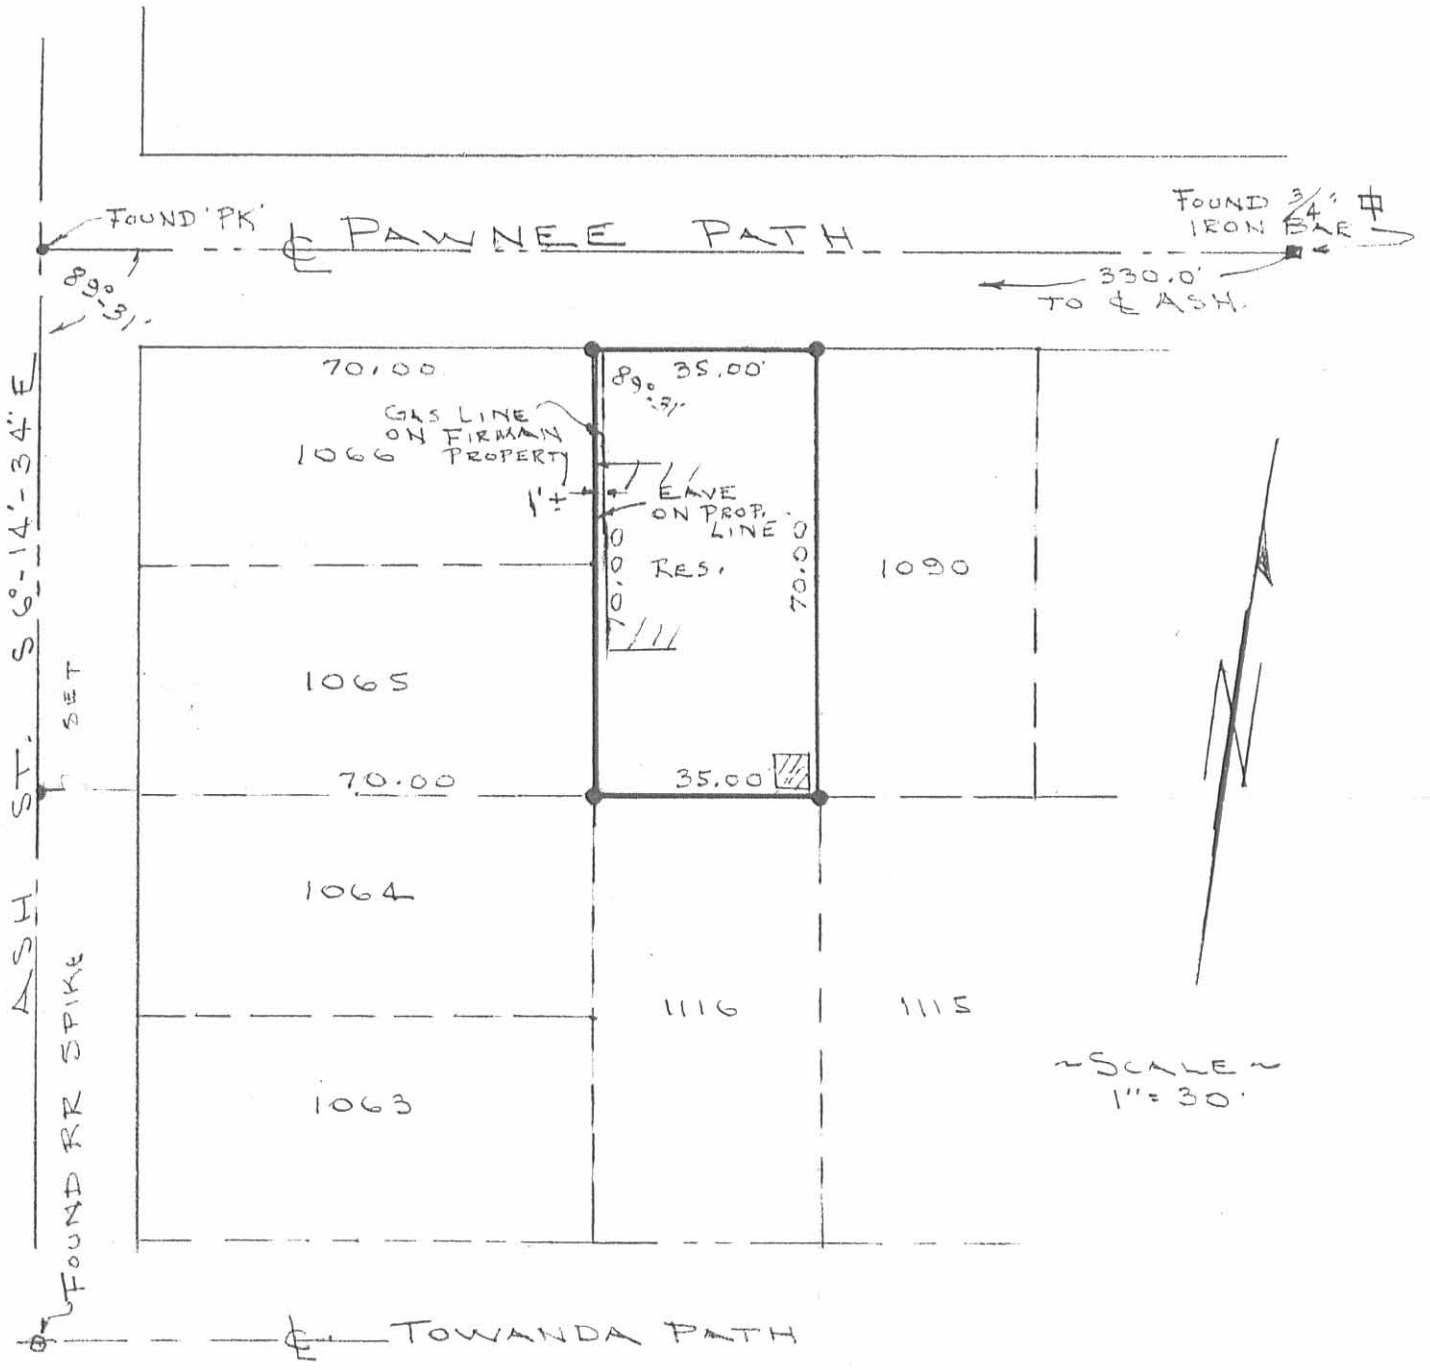 FOUND 'PK'
℄ PAWNEE PATH
FOUND 3/4"
IRON BAR
89°-31'
330.0'
TO ℄ ASH.
70.00
89°-31'
35.00'
GAS LINE
ON FIRMAN
PROPERTY
1066
1'±
EAVE
ON PROP.
LINE
70.00
RES.
70.00
1090
1065
SET
70.00
35.00
ASH ST. S 6°-14'-34" E
1064
N
1116
1115
~SCALE~
1"=30'
1063
FOUND RR SPIKE
℄ TOWANDA PATH